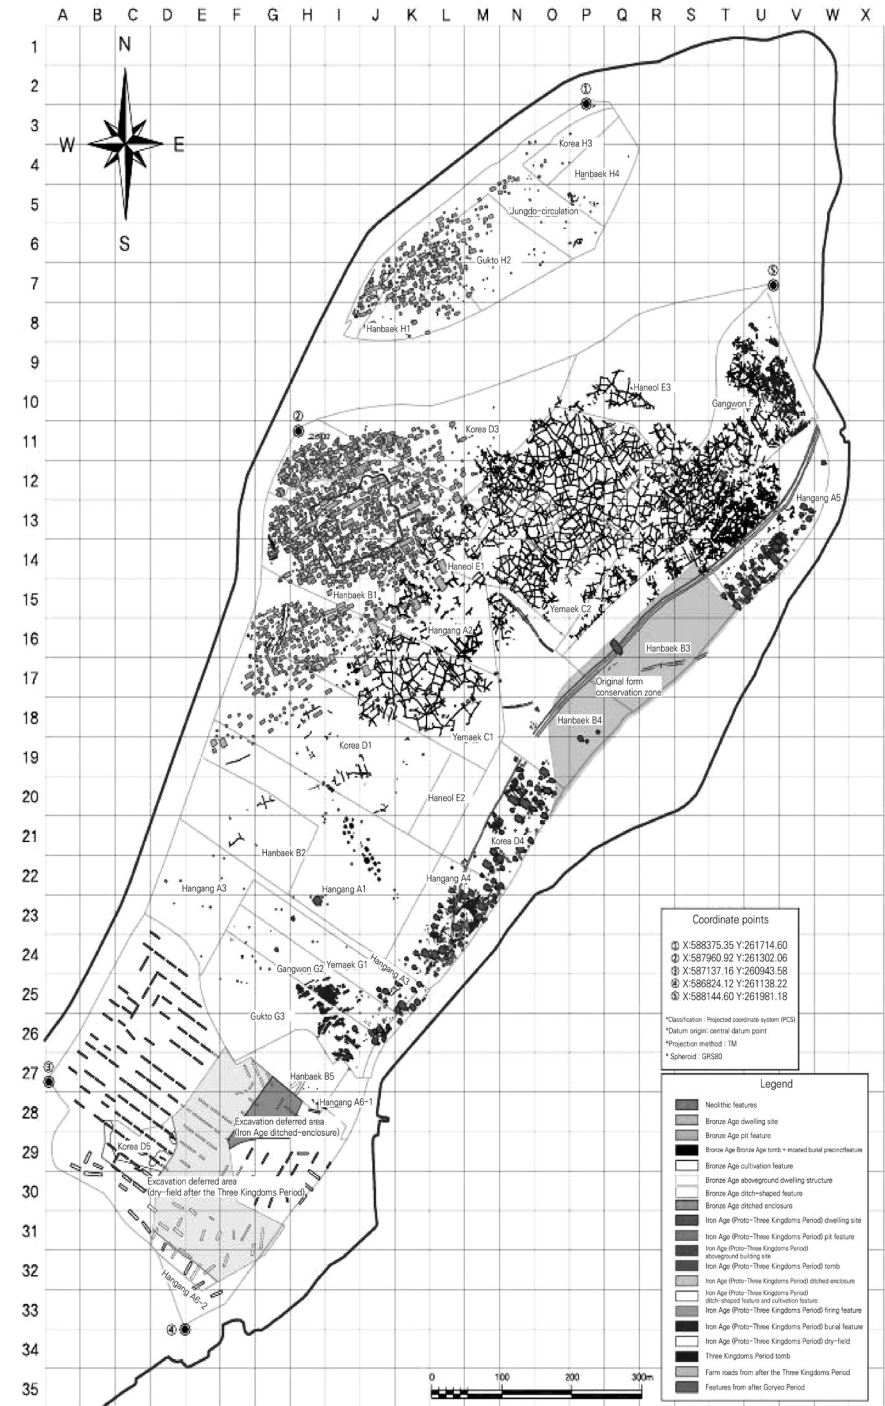 A B C D E F G H I J K L M N O P Q R S T U V W X
1
2
3
4
5
6
7
8
9
10
11
12
13
14
15
16
17
18
19
20
21
22
23
24
25
26
27
28
29
30
31
32
33
34
35
N
W E
S
①
Korea H3
Hanbaek H4
Jungdo-circulation
Gukto H2
⑤
Hanbaek H1
Haneol E3
Gangwon F
②
Korea D3
Hangang A5
Haneol E1
Hanbaek B1
Yemaek C2
Hangang A2
Hanbaek B3
Original form
conservation zone
Hanbaek B4
Yemaek C1
Korea D1
Haneol E2
Korea D4
Hanbaek B2
Hangang A4
Hangang A3
Hangang A1
Yemaek G1
Hangang A3
Gangwon G2
Gukto G3
③
Hanbaek B5
Hangang A6-1
Excavation deferred area
(Iron Age ditched-enclosure)
Korea D5
Excavation deferred area
(dry-field after the Three Kingdoms Period)
Hangang A6-2
④
0 100 200 300m
Coordinate points
① X:588375.35 Y:261714.60
② X:587960.92 Y:261302.06
③ X:587137.16 Y:260943.58
④ X:586824.12 Y:261138.22
⑤ X:588144.60 Y:261981.18
*Classification : Projected coordinate system (PCS)
*Datum origin: central datum point
*Projection method : TM
* Spheroid : GRS80
Legend
Neolithic features
Bronze Age dwelling site
Bronze Age pit feature
Bronze Age Bronze Age tomb + moated burial precinctfeature
Bronze Age cultivation feature
Bronze Age aboveground dwelling structure
Bronze Age ditch-shaped feature
Bronze Age ditched enclosure
Iron Age (Proto-Three Kingdoms Period) dwelling site
Iron Age (Proto-Three Kingdoms Period) pit feature
Iron Age (Proto-Three Kingdoms Period)
aboveground building site
Iron Age (Proto-Three Kingdoms Period) tomb
Iron Age (Proto-Three Kingdoms Period) ditched enclosure
Iron Age (Proto-Three Kingdoms Period)
ditch-shaped feature and cultivation feature
Iron Age (Proto-Three Kingdoms Period) firing feature
Iron Age (Proto-Three Kingdoms Period) burial feature
Iron Age (Proto-Three Kingdoms Period) dry-field
Three Kingdoms Period tomb
Farm roads from after the Three Kingdoms Period
Features from after Goryeo Period